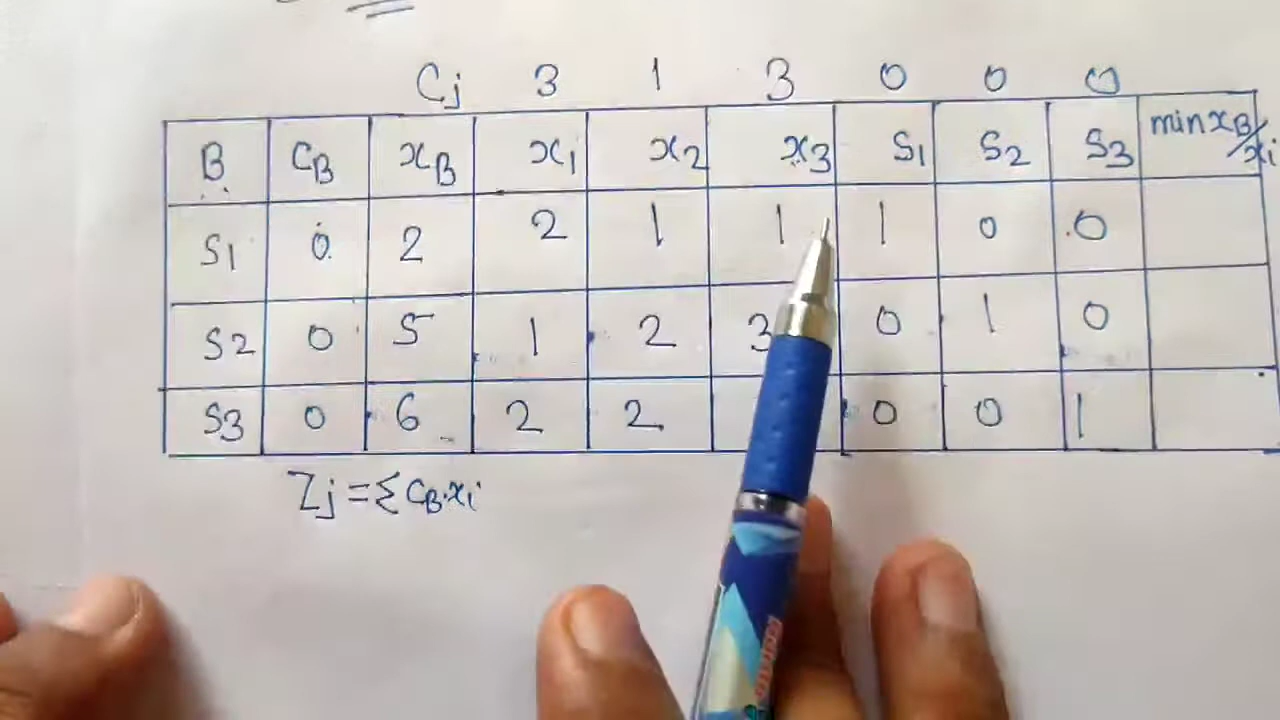 Cj 3 1 3 0 0 0
B CB xB x1 x2 x3 S1 S2 S3 min xB/xi
S1 0 2 2 1 1 1 0 0
S2 0 5 1 2 3 0 1 0
S3 0 6 2 2 0 0 1
Zj = Σ CB.xi